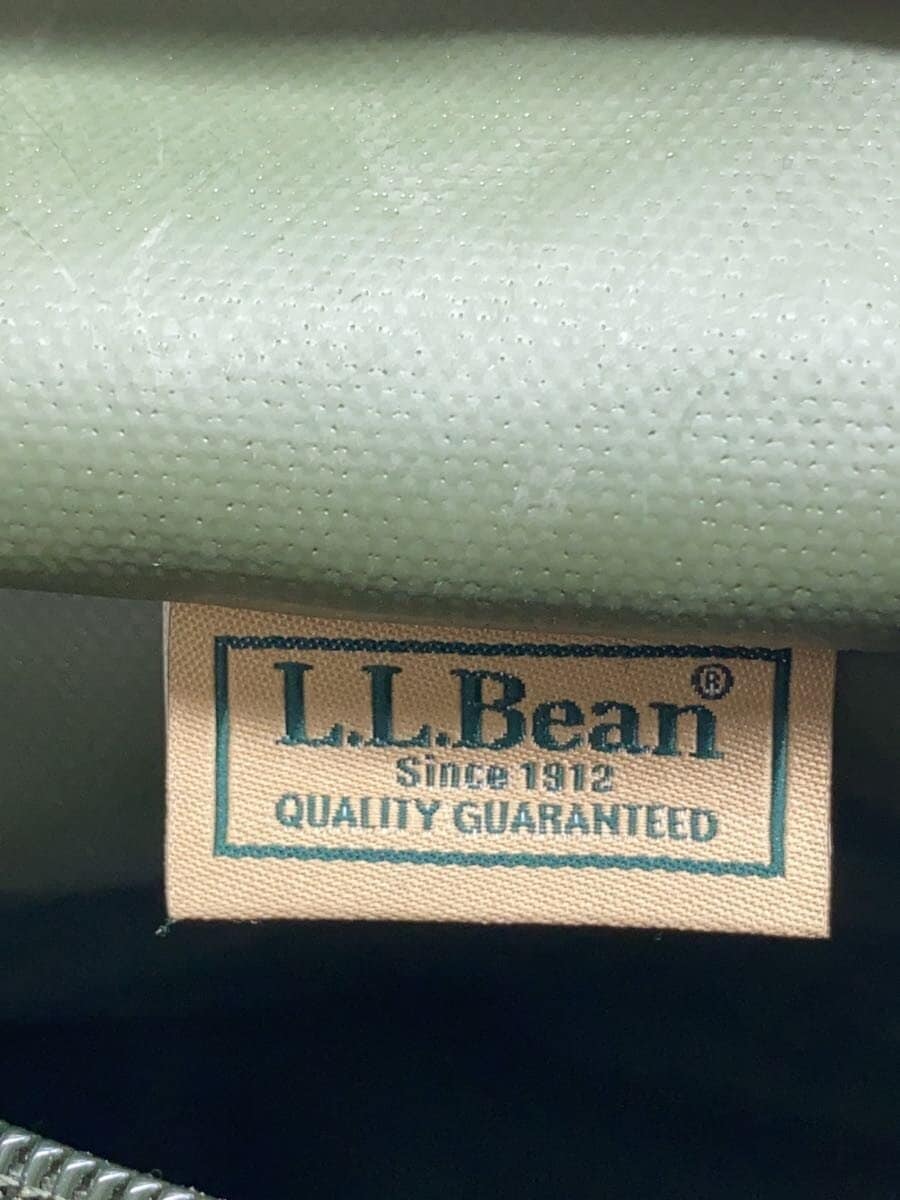 L.L.Bean®
Since 1912
QUALITY GUARANTEED